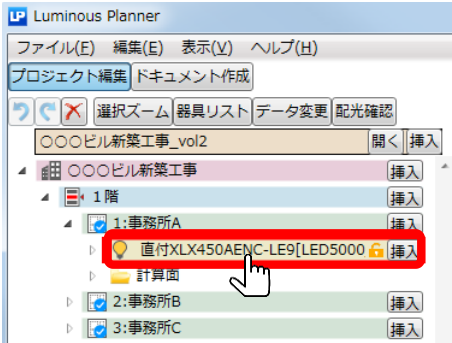 LP Luminous Planner
ファイル(F) 編集(E) 表示(V) ヘルプ(H)
プロジェクト編集 ドキュメント作成
選択ズーム 器具リスト データ変更 配光確認
○○○ビル新築工事_vol2 開く 挿入
○○○ビル新築工事 挿入
1階 挿入
1:事務所A 挿入
直付XLX450AENC-LE9[LED5000 挿入
計算面
2:事務所B 挿入
3:事務所C 挿入